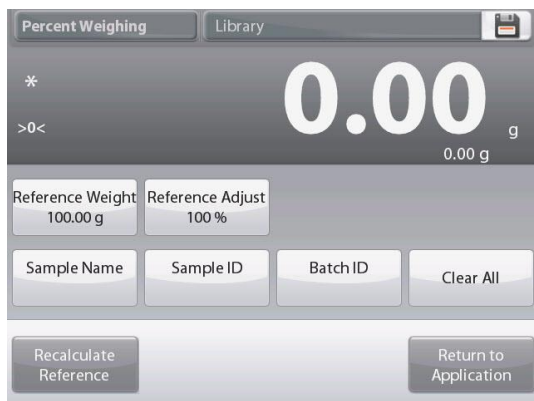 Percent Weighing
Library
*
0.00 g
>0<
0.00 g
Reference Weight
100.00 g
Reference Adjust
100 %
Sample Name
Sample ID
Batch ID
Clear All
Recalculate
Reference
Return to
Application